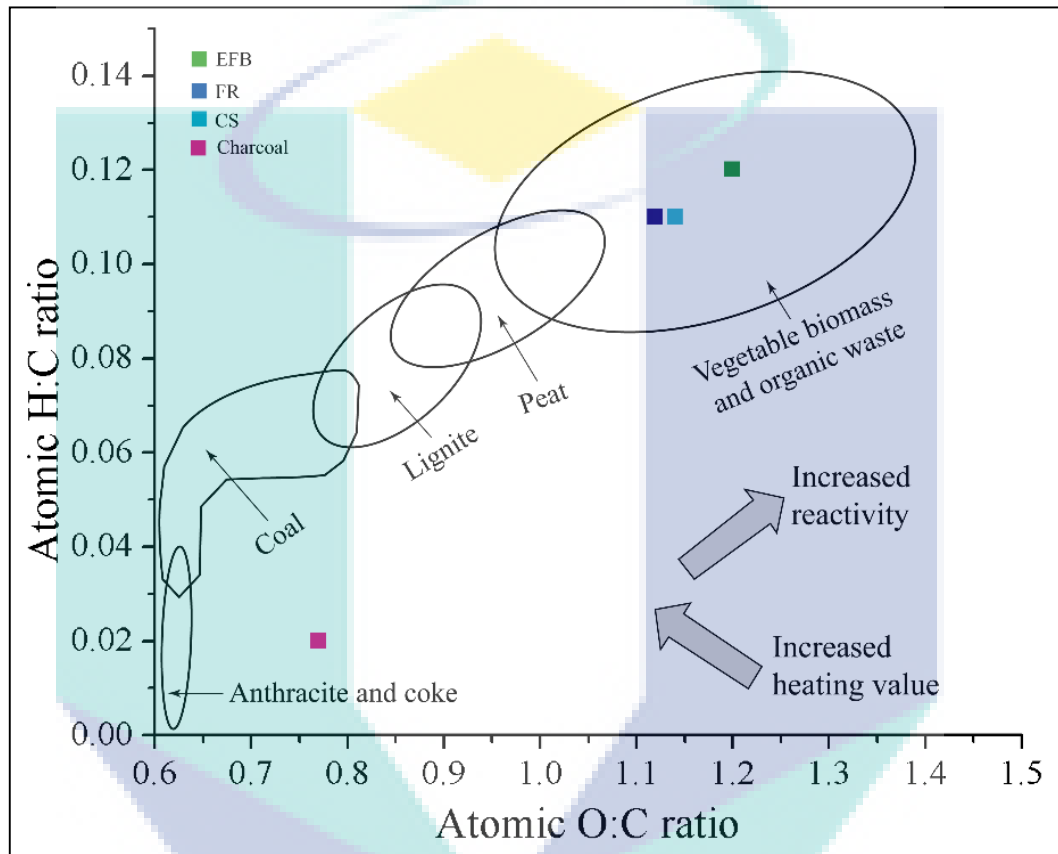 EFB
FR
CS
Charcoal
Atomic H:C ratio
0.14
0.12
0.10
0.08
0.06
0.04
0.02
0.00
Vegetable biomass
and organic waste
Peat
Lignite
Coal
Anthracite and coke
Increased
reactivity
Increased
heating value
0.6 0.7 0.8 0.9 1.0 1.1 1.2 1.3 1.4 1.5
Atomic O:C ratio